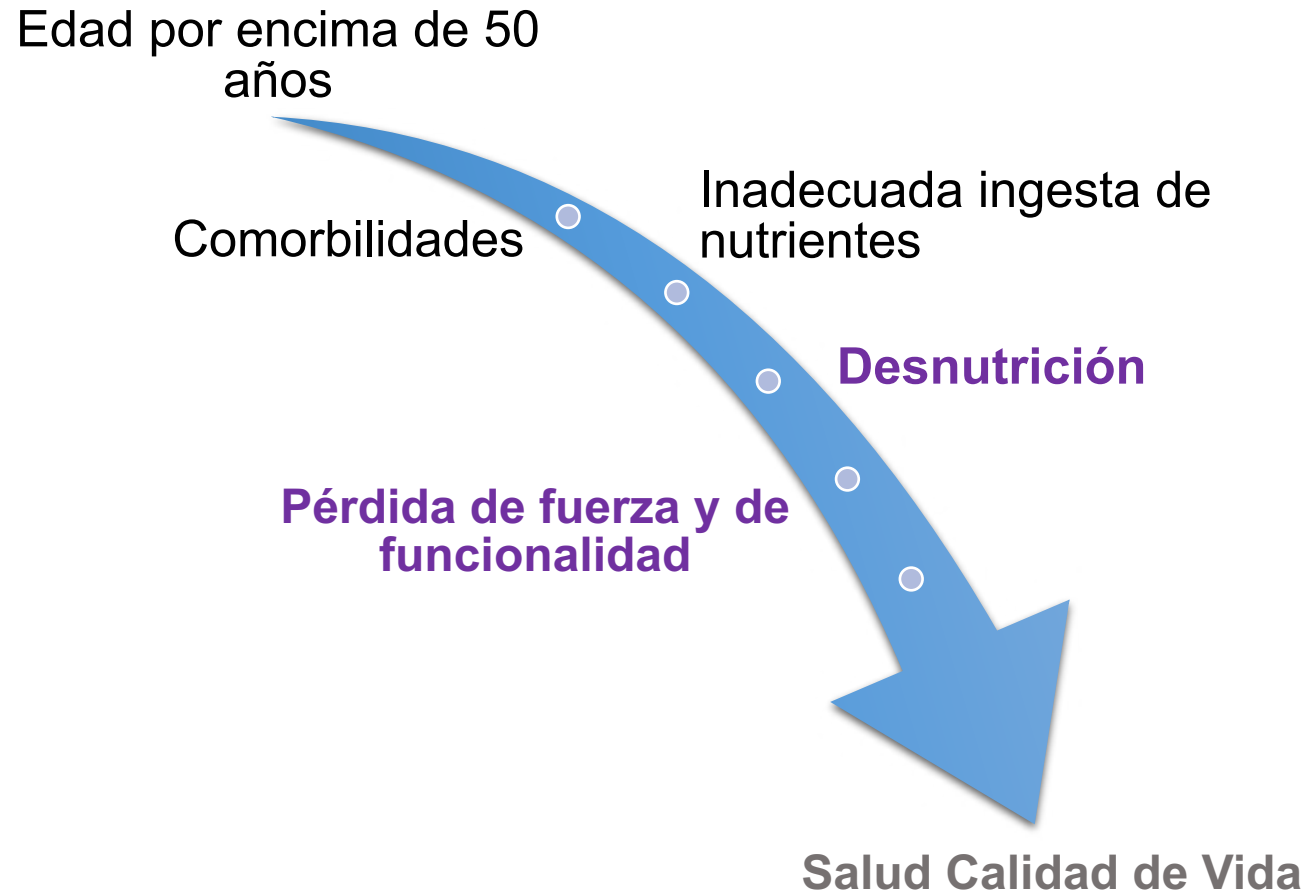 Edad por encima de 50
años
Comorbilidades
Inadecuada ingesta de
nutrientes
Desnutrición
Pérdida de fuerza y de
funcionalidad
Salud Calidad de Vida